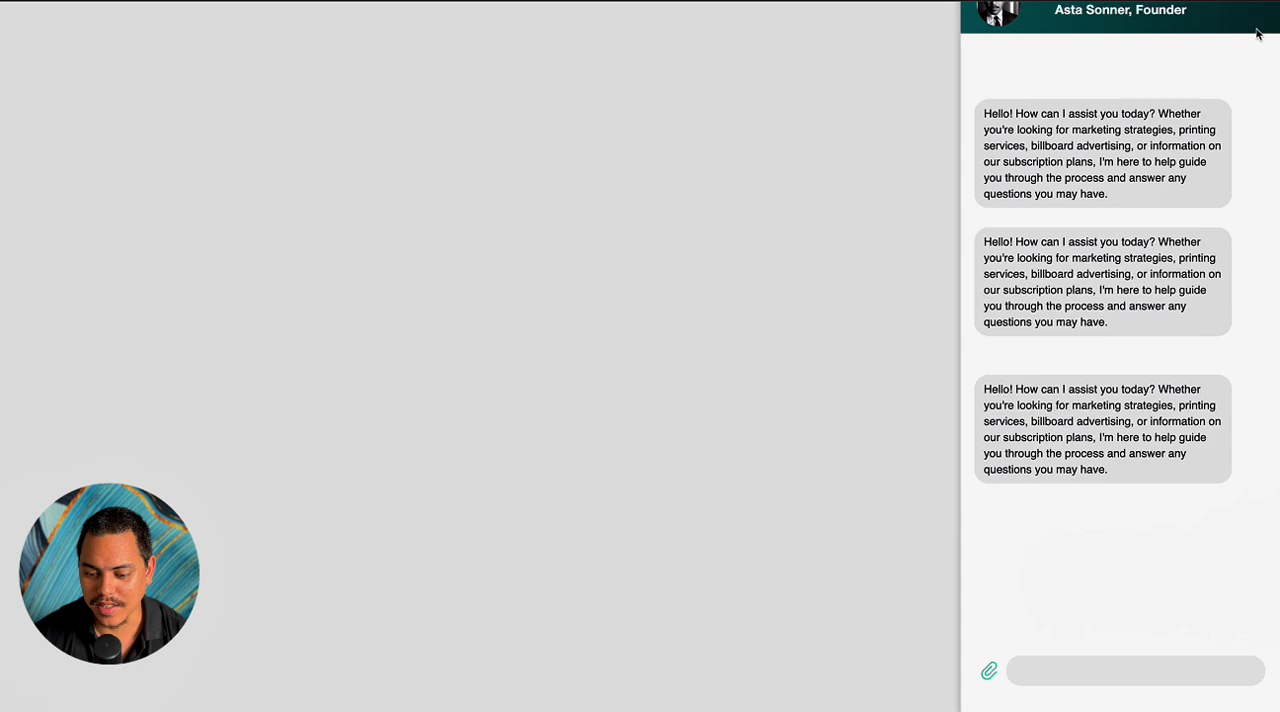 Asta Sonner, Founder
Hello! How can I assist you today? Whether
you're looking for marketing strategies, printing
services, billboard advertising, or information on
our subscription plans, I'm here to help guide
you through the process and answer any
questions you may have.
Hello! How can I assist you today? Whether
you're looking for marketing strategies, printing
services, billboard advertising, or information on
our subscription plans, I'm here to help guide
you through the process and answer any
questions you may have.
Hello! How can I assist you today? Whether
you're looking for marketing strategies, printing
services, billboard advertising, or information on
our subscription plans, I'm here to help guide
you through the process and answer any
questions you may have.